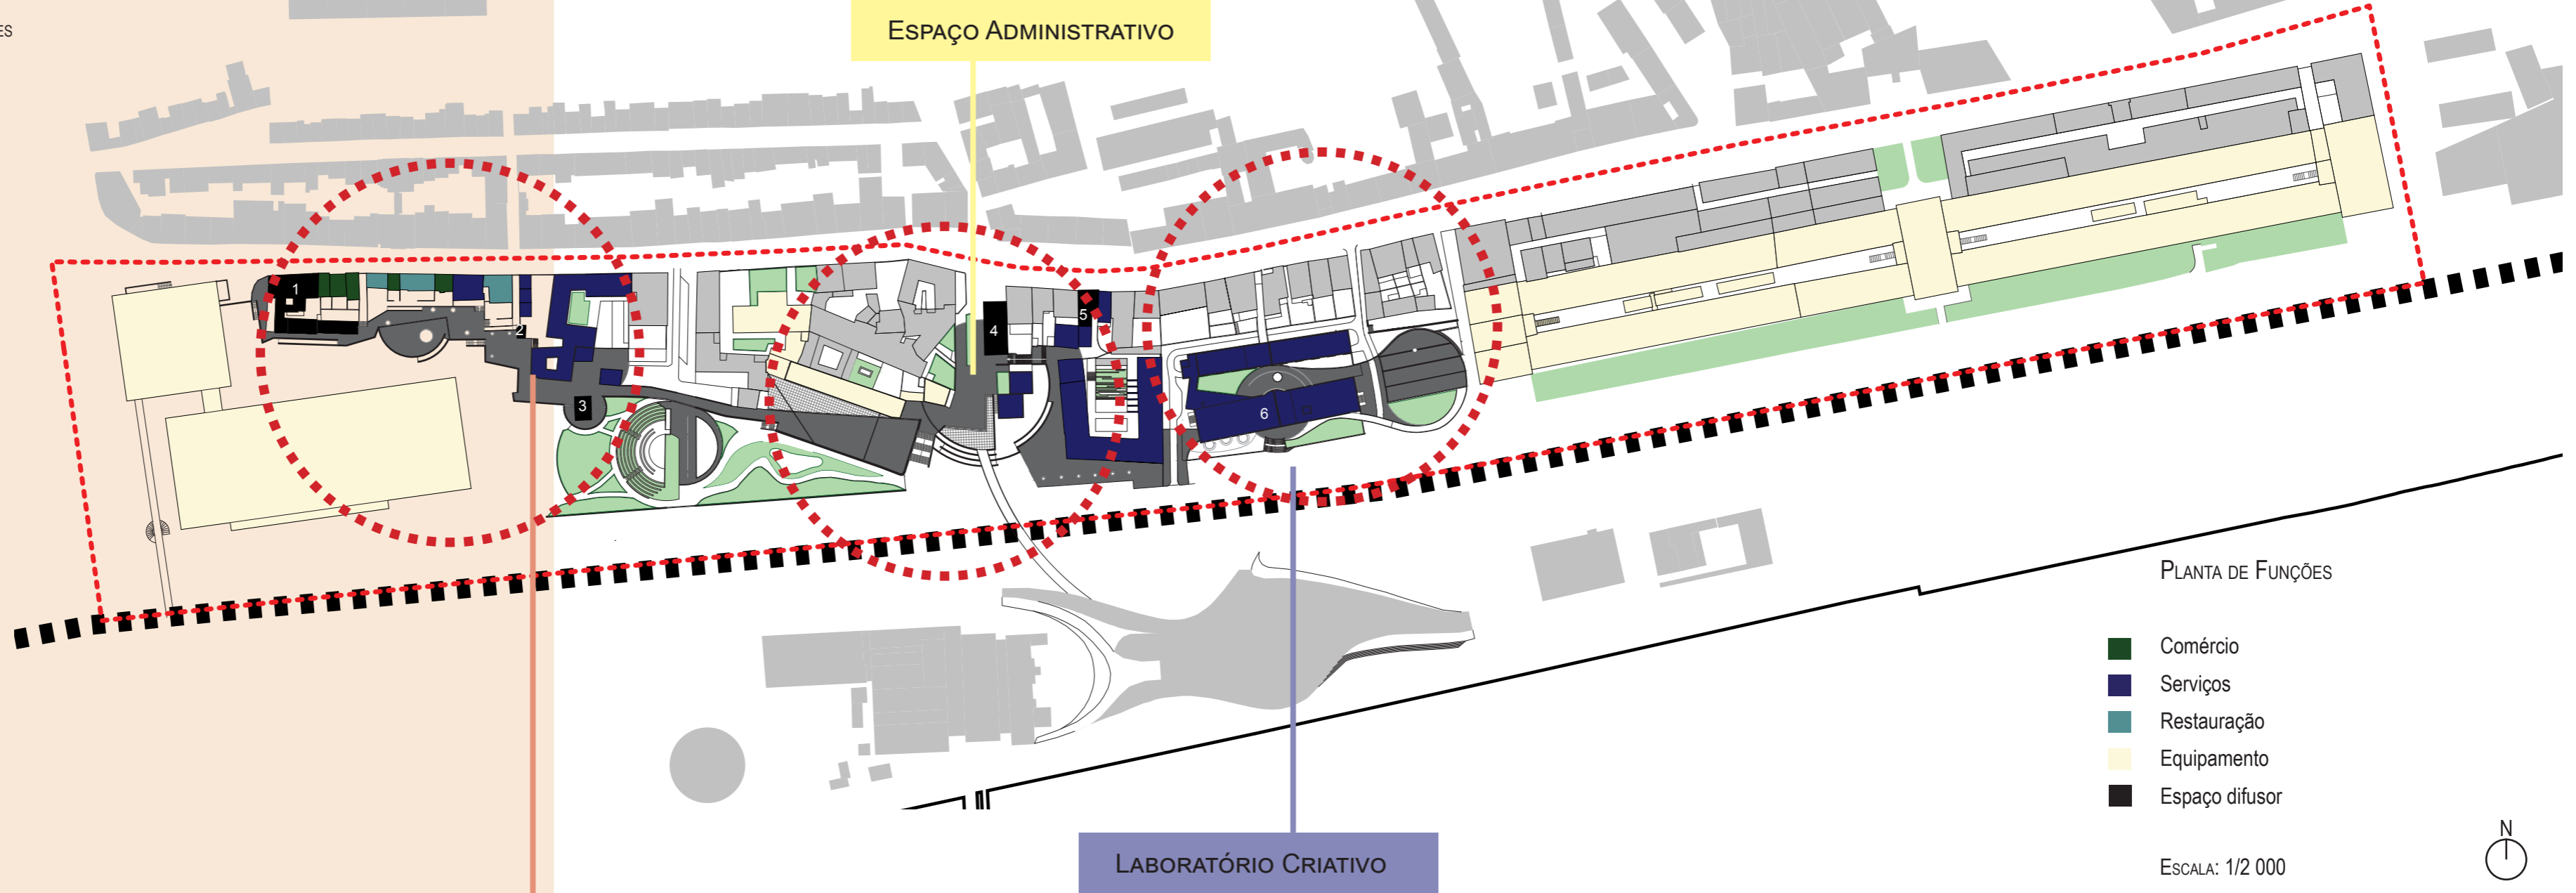 ES
Espaço Administrativo
1
2
3
4
5
6
Planta de Funções
Comércio
Serviços
Restauração
Equipamento
Espaço difusor
Escala: 1/2 000
N
Laboratório Criativo